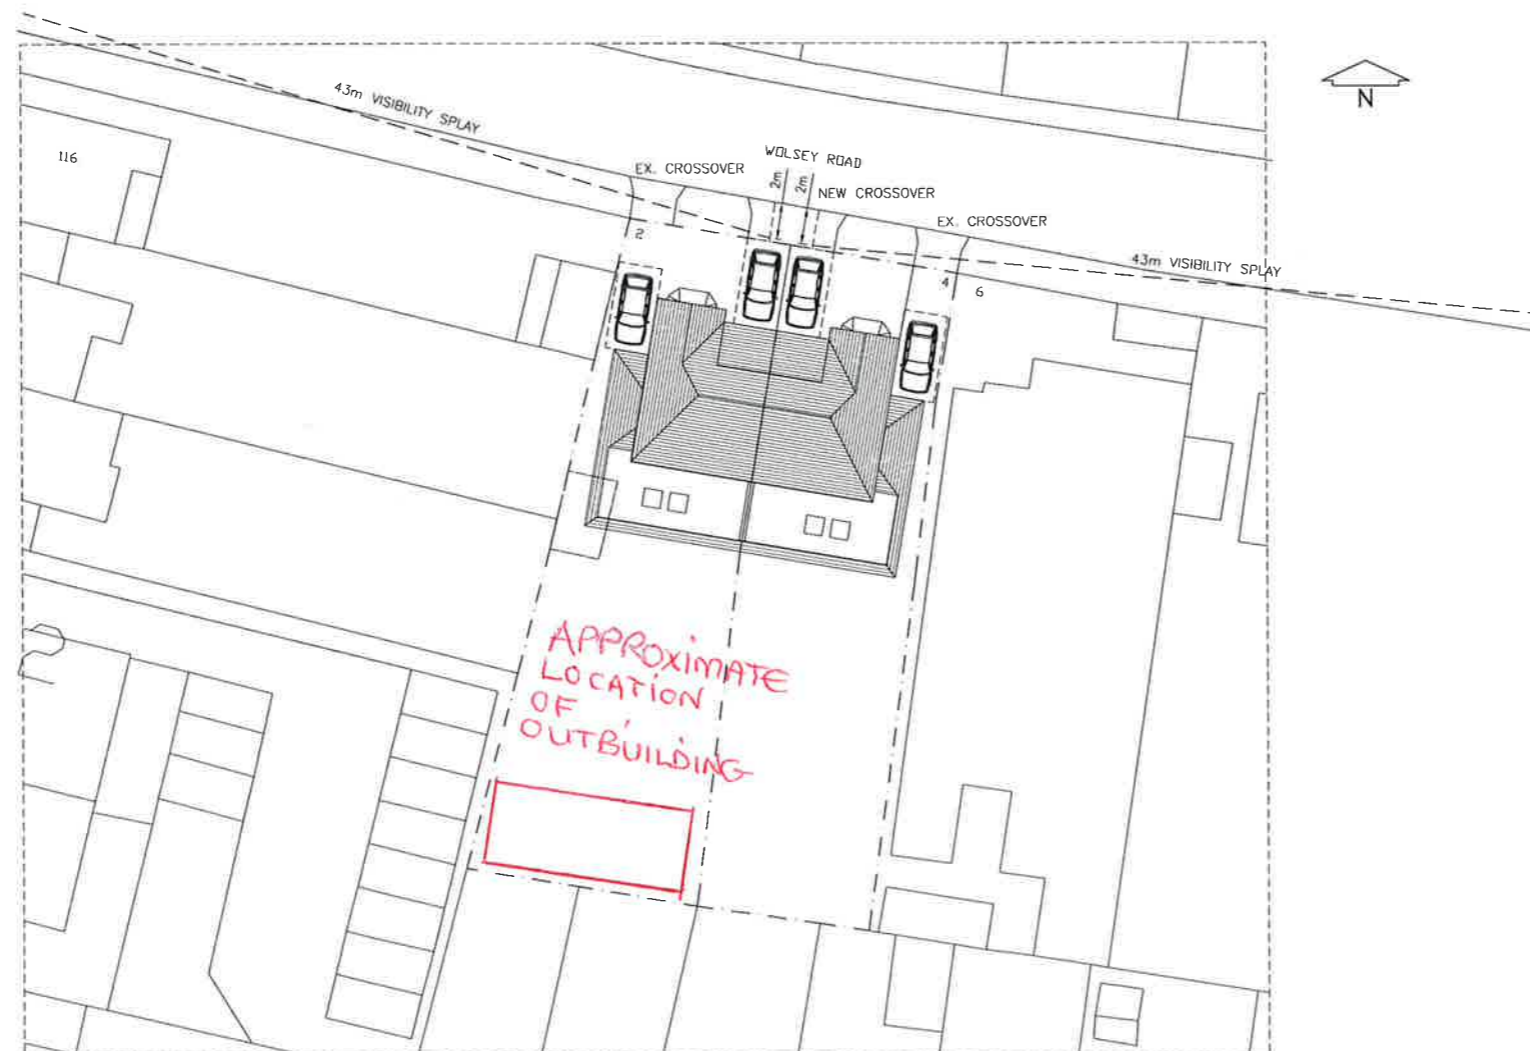 43m VISIBILITY SPLAY
N
116
WOLSEY ROAD
EX. CROSSOVER
2m
2m
NEW CROSSOVER
EX. CROSSOVER
2
43m VISIBILITY SPLAY
4
6
APPROXIMATE
LOCATION
OF
OUTBUILDING